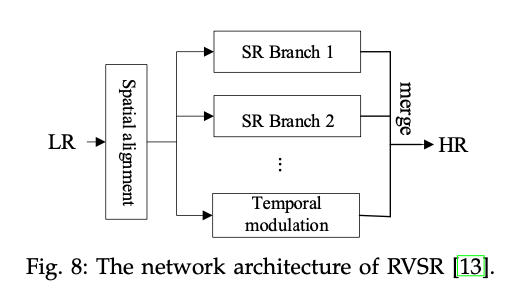 SR Branch 1
Spatial alignment
merge
SR Branch 2
LR
HR
⋮
Temporal
modulation
Fig. 8: The network architecture of RVSR [13].